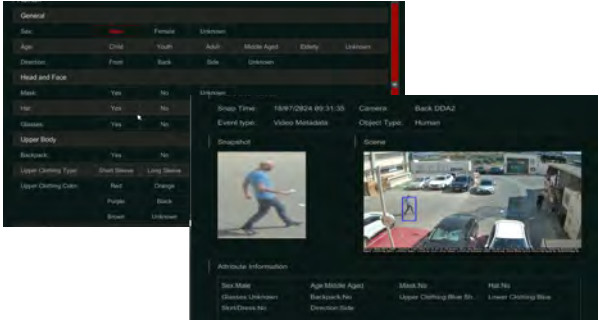 General
Sex: Male Female Unknown
Age: Child Youth Adult Middle Aged Elderly Unknown
Direction: Front Back Side Unknown
Head and Face
Mask: Yes No Unknown
Hat: Yes No
Glasses: Yes No
Upper Body
Backpack: Yes No
Upper Clothing Type: Short Sleeve Long Sleeve
Upper Clothing Color: Red Orange
Purple Black
Brown Unknown
Snap Time: 18/07/2024 09:31:35 Camera: Back DDA2
Event type: Video Metadata Object Type: Human
Snapshot Scene
Attribute Information
Sex:Male Age:Middle Aged Mask:No Hat:No
Glasses:Unknown Backpack:No Upper Clothing:Blue Sh... Lower Clothing:Blue
Skirt/Dress:No Direction:Side